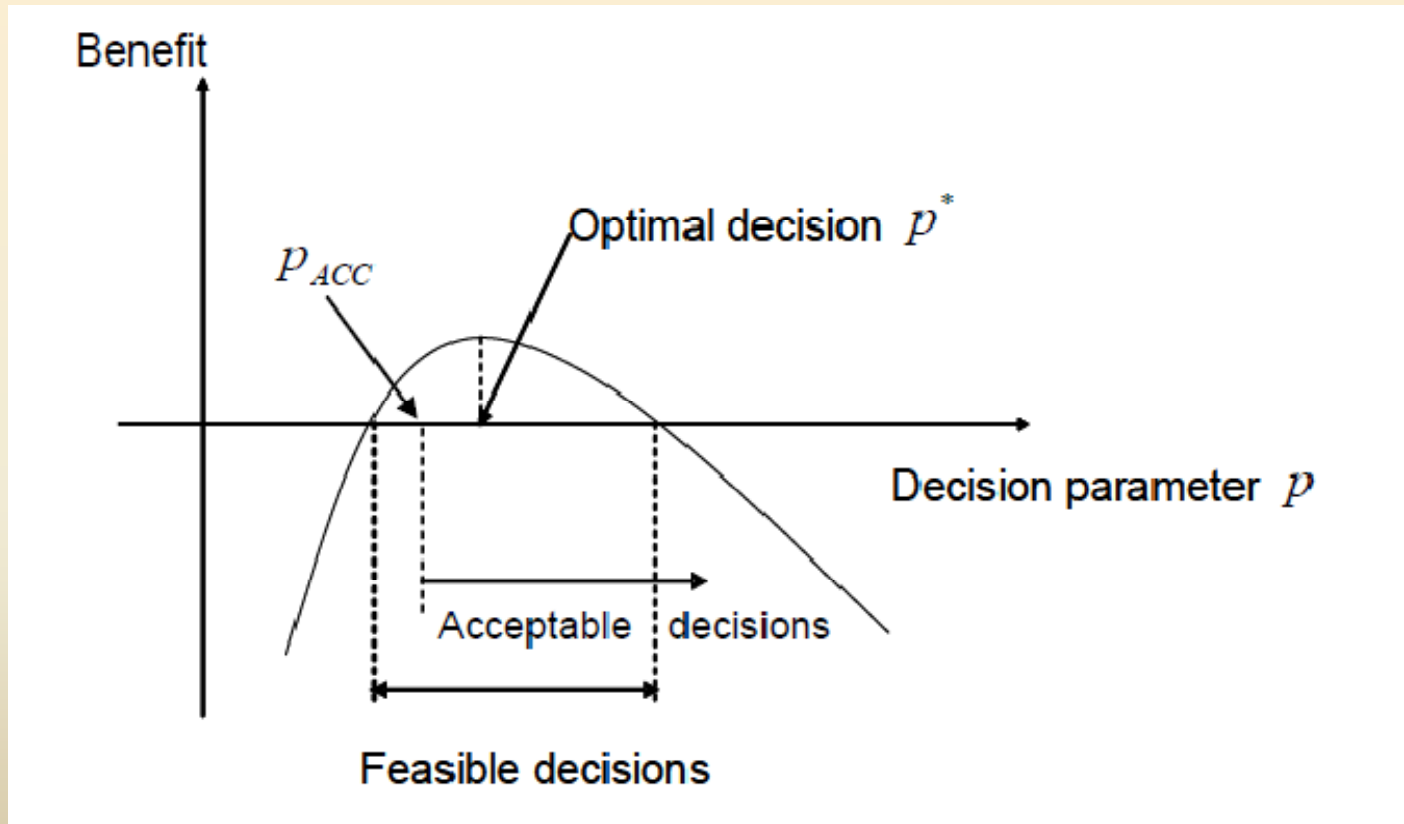 Benefit
Optimal decision p*
p_ACC
Decision parameter p
Acceptable decisions
Feasible decisions